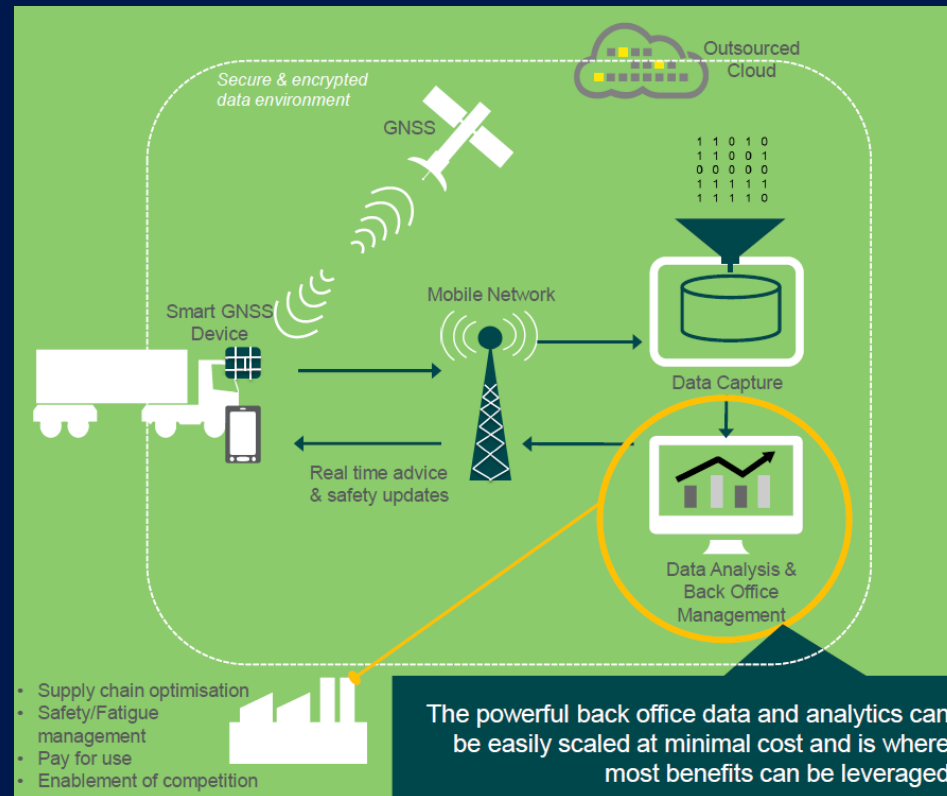 Outsourced
Cloud
Secure & encrypted
data environment
GNSS
1 1 0 1 0
1 1 0 0 1
0 0 0 0 0
1 1 1 1 1
1 1 1 1 0
Smart GNSS
Device
Mobile Network
Data Capture
Real time advice
& safety updates
Data Analysis &
Back Office
Management
• Supply chain optimisation
• Safety/Fatigue
management
• Pay for use
• Enablement of competition
The powerful back office data and analytics can
be easily scaled at minimal cost and is where
most benefits can be leveraged